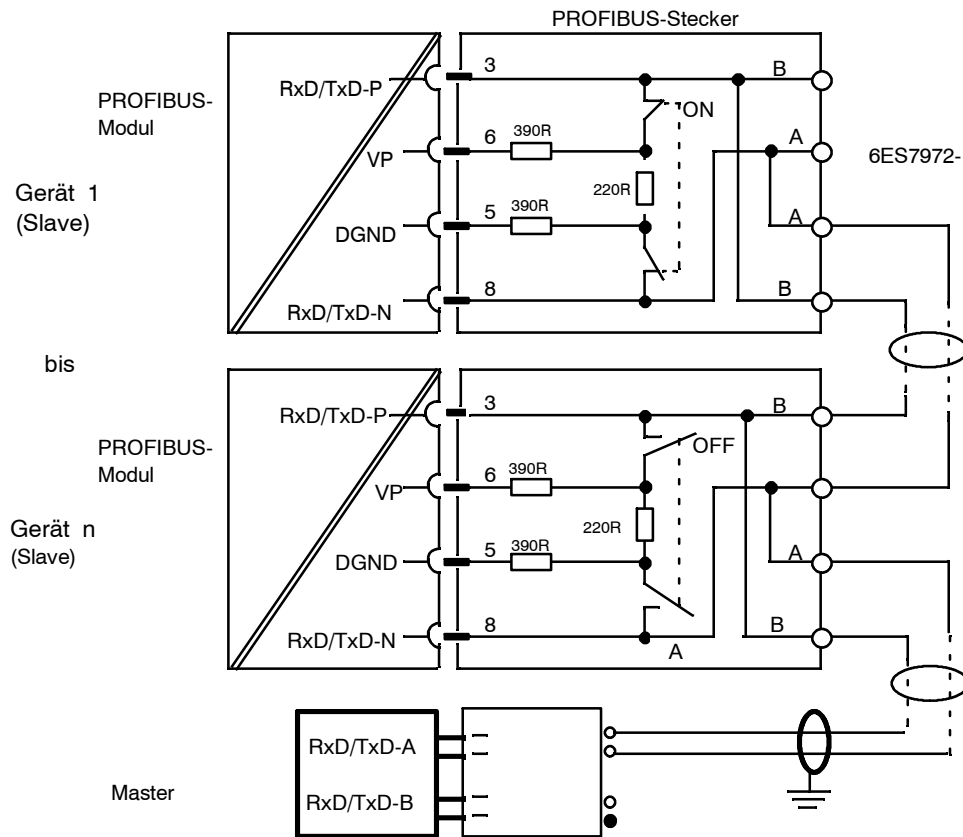 PROFIBUS-Stecker
PROFIBUS-
Modul
Gerät 1
(Slave)
RxD/TxD-P
VP
DGND
RxD/TxD-N
3
6
5
8
390R
390R
220R
ON
B
A
A
B
6ES7972-
bis
PROFIBUS-
Modul
Gerät n
(Slave)
RxD/TxD-P
VP
DGND
RxD/TxD-N
3
6
5
8
390R
390R
220R
OFF
B
A
B
A
Master
RxD/TxD-A
RxD/TxD-B